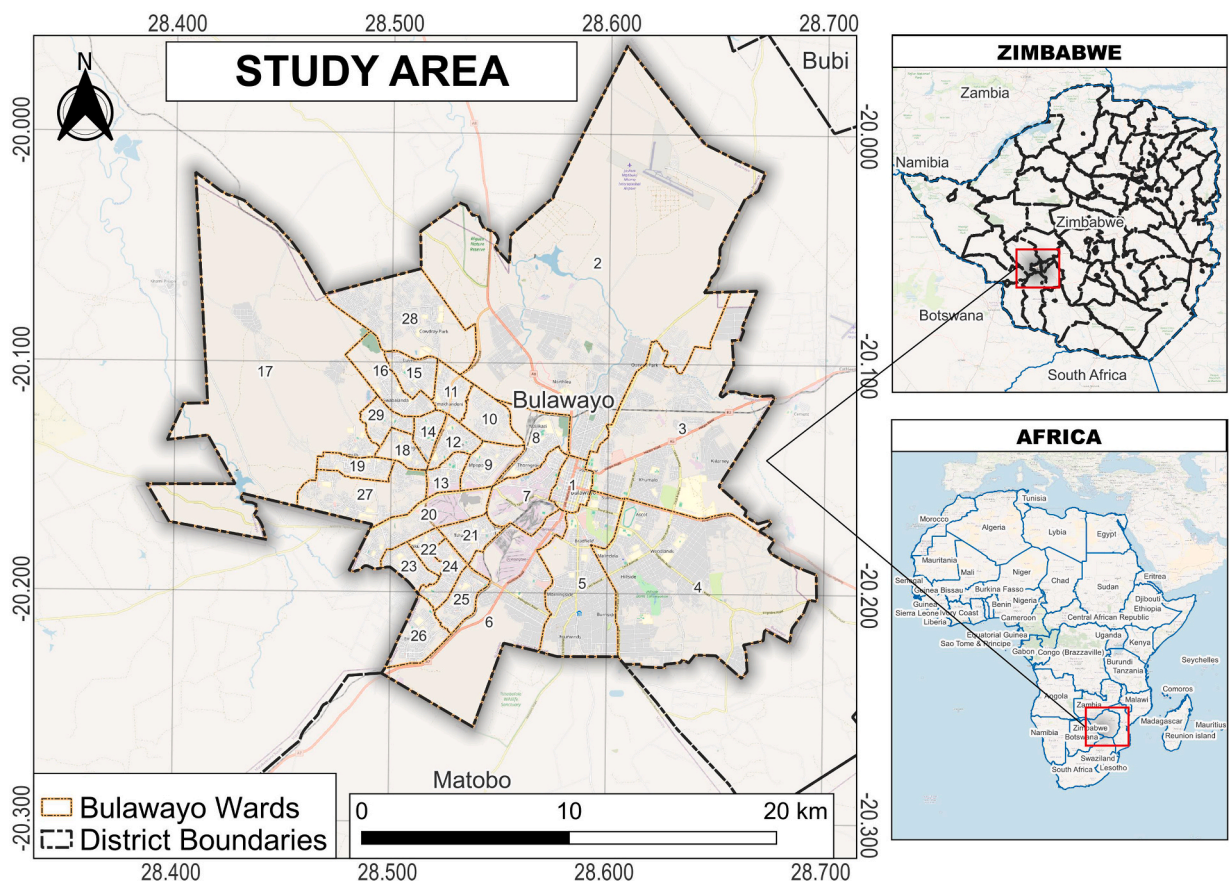 28.400 28.500 28.600 28.700
STUDY AREA
N
Bubi
-20.000
-20.000
2
28
Cowdray Park
17
16
15
11
-20.100
-20.100
Bulawayo
29
14
10
8
12
3
18
9
19
13
27
7
1
20
21
22
23
24
5
4
Hillside
25
6
26
-20.200
-20.200
Matobo
Bulawayo Wards
District Boundaries
0 10 20 km
-20.300
-20.300
28.400 28.500 28.600 28.700
ZIMBABWE
Zambia
Namibia
Zimbabwe
Botswana
South Africa
AFRICA
Tunisia
Morocco
Algeria
Lybia
Egypt
Mauritania
Mali
Niger
Chad
Sudan
Eritrea
Senegal
Guinea Bissau
Burkina Fasso
Djibouti
Guinea
Benin
Nigeria
Ethiopia
Sierra Leone
Ivory Coast
Central African Republic
Liberia
Cameroon
Equatorial Guinea
Uganda
Sao Tome & Principe
Kenya
Gabon
Congo (Brazzaville)
Seychelles
Burundi
Tanzania
Comoros
Angola
Zambia
Malawi
Madagascar
Mauritius
Namibia
Zimbabwe
Botswana
Reunion island
Swaziland
South Africa
Lesotho